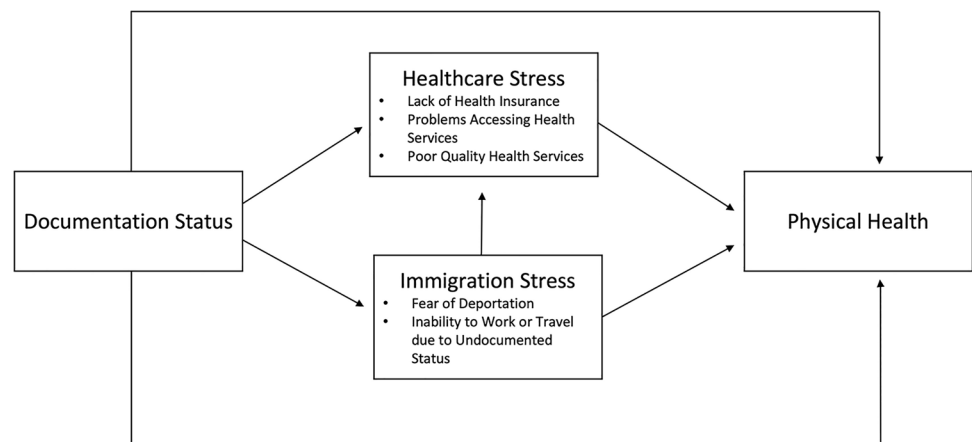 Healthcare Stress
• Lack of Health Insurance
• Problems Accessing Health
Services
• Poor Quality Health Services
Documentation Status
Physical Health
Immigration Stress
• Fear of Deportation
• Inability to Work or Travel
due to Undocumented
Status